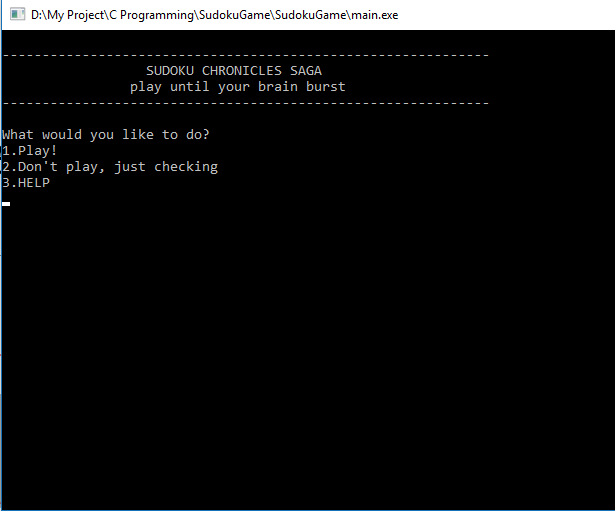 D:\My Project\C Programming\SudokuGame\SudokuGame\main.exe
-------------------------------------------------------------
SUDOKU CHRONICLES SAGA
play until your brain burst
-------------------------------------------------------------
What would you like to do?
1.Play!
2.Don't play, just checking
3.HELP